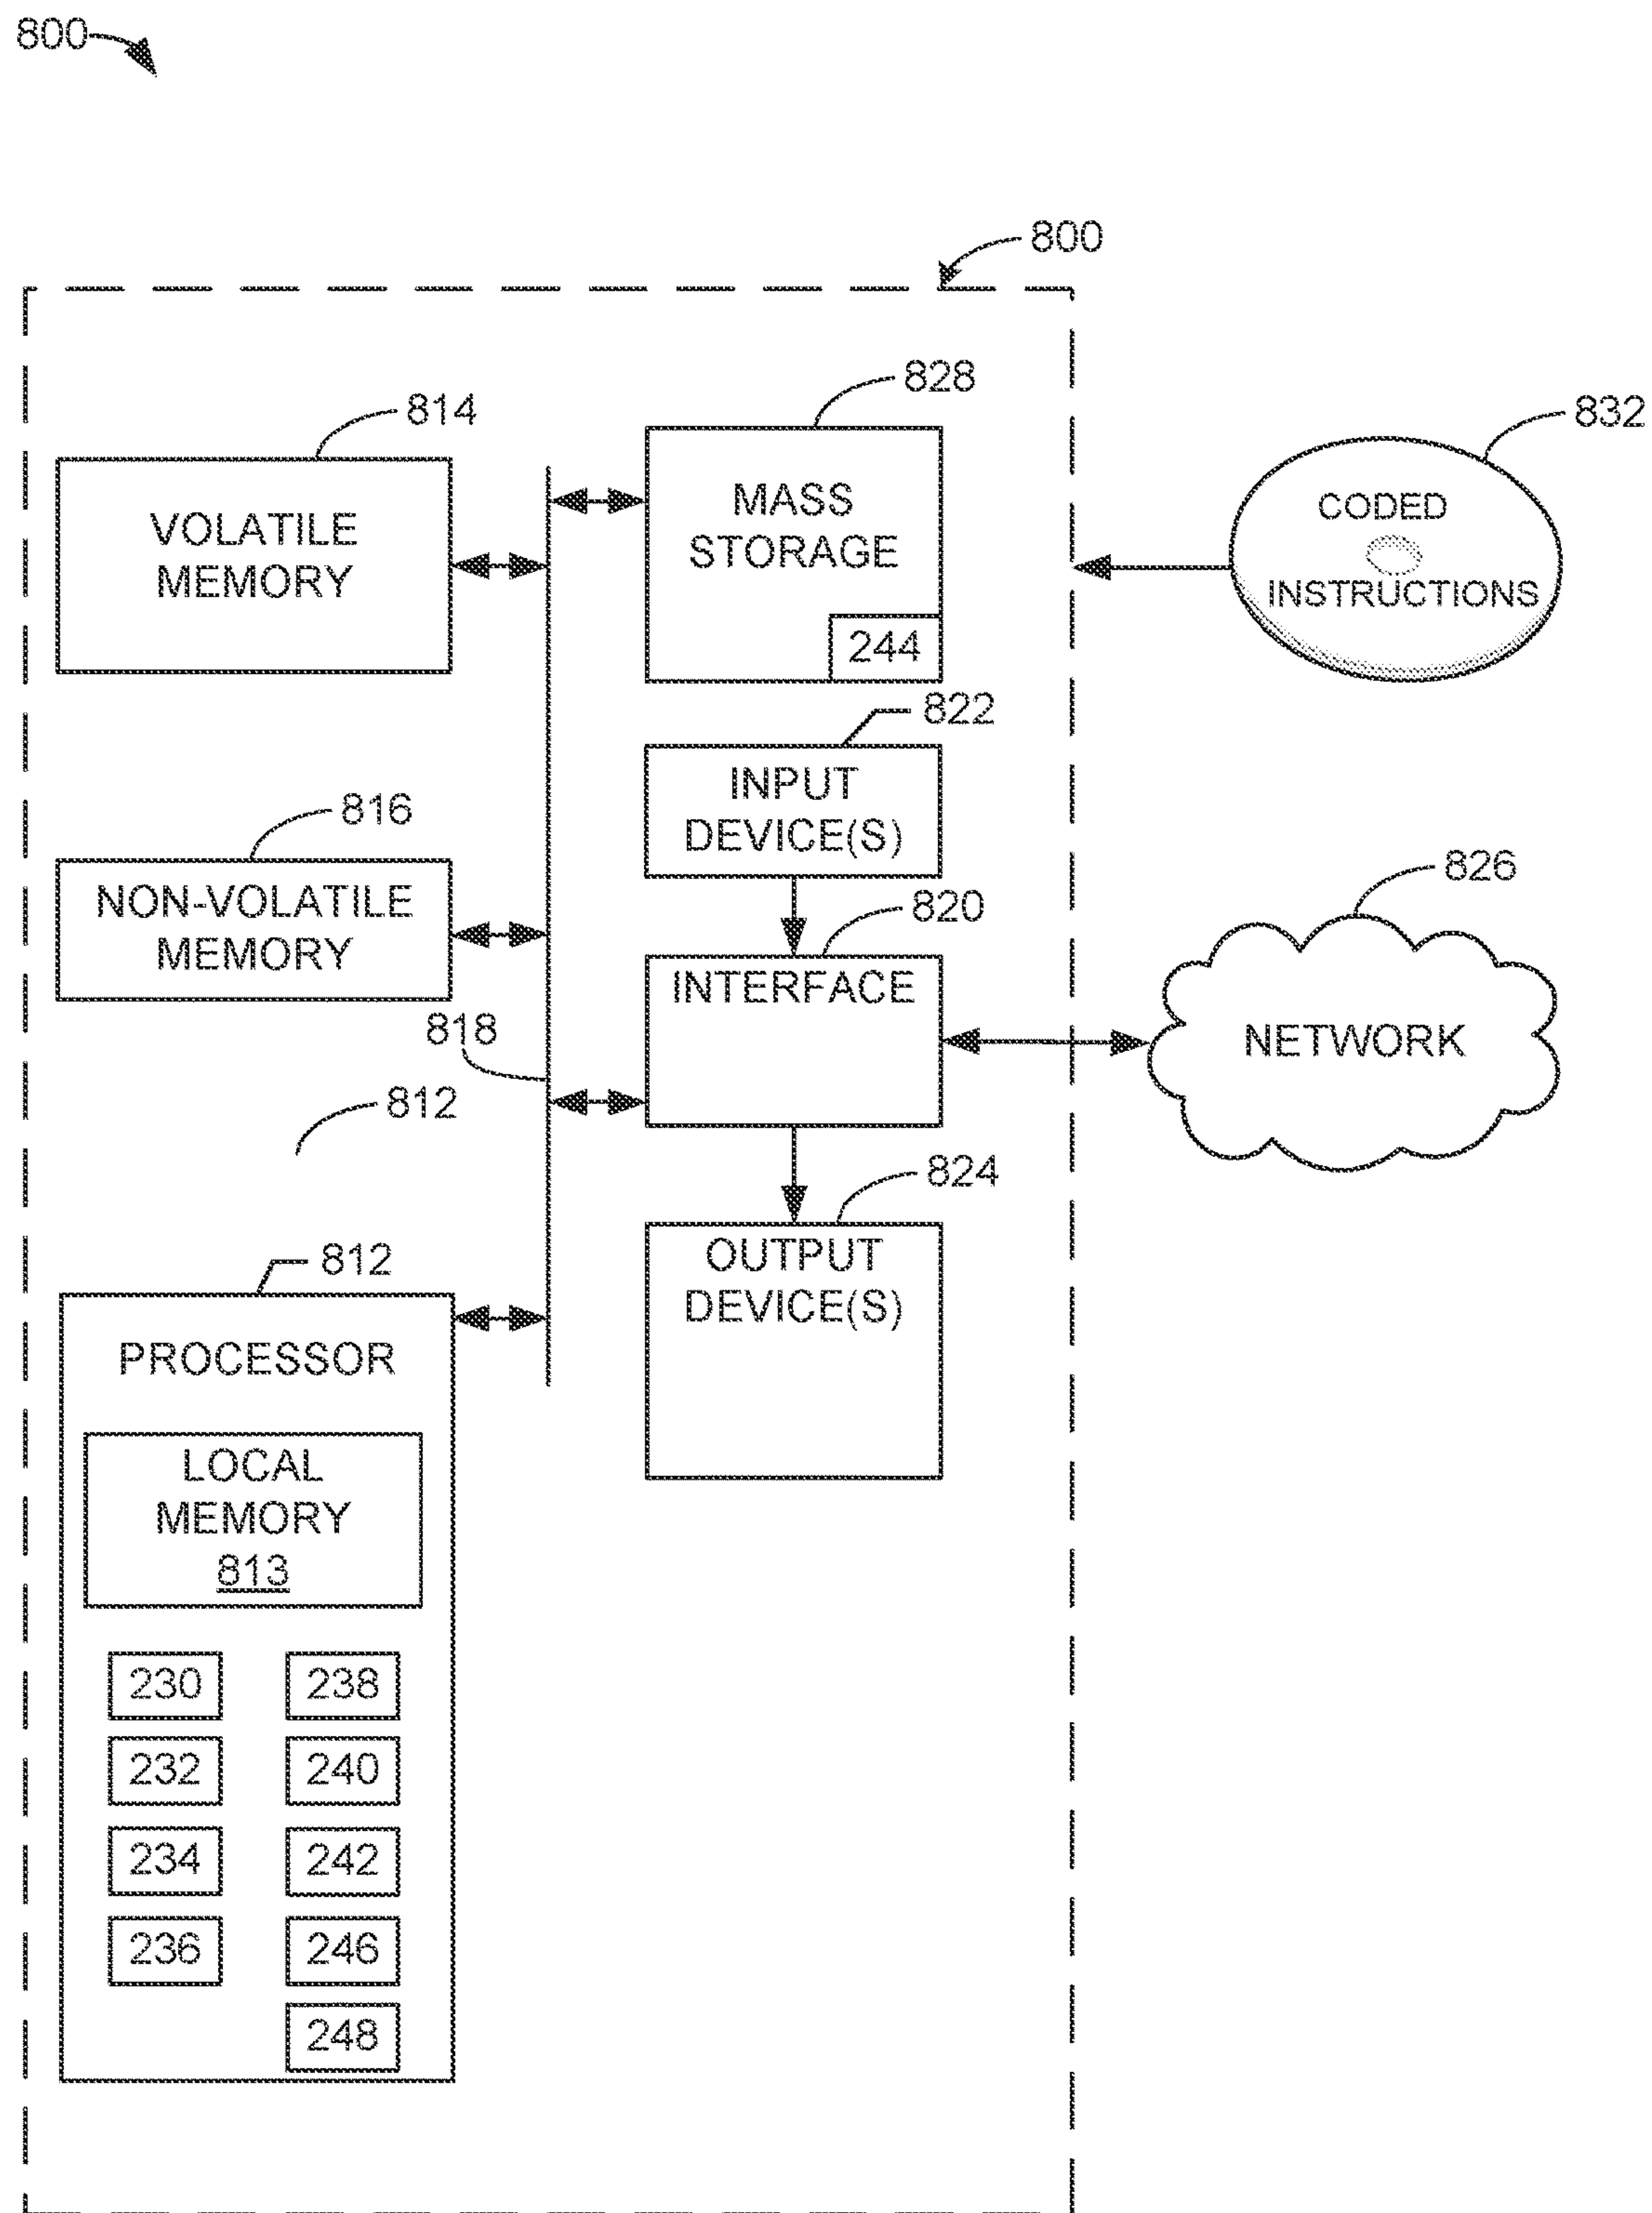 800
800
828
814
832
VOLATILE
MEMORY
MASS
STORAGE
244
CODED
INSTRUCTIONS
822
INPUT
DEVICE(S)
816
NON-VOLATILE
MEMORY
820
INTERFACE
826
NETWORK
818
812
824
OUTPUT
DEVICE(S)
812
PROCESSOR
LOCAL
MEMORY
813
230
238
232
240
234
242
236
246
248